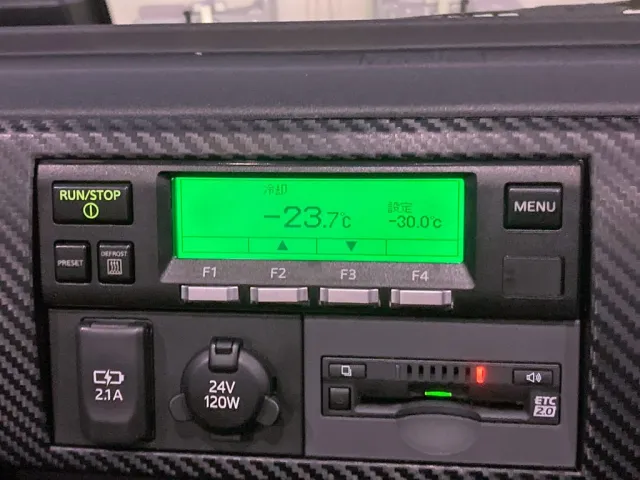 RUN/STOP
冷却
-23.7℃
設定
-30.0℃
MENU
PRESET
DEFROST
▲
▼
F1
F2
F3
F4
2.1A
24V
120W
ETC
2.0